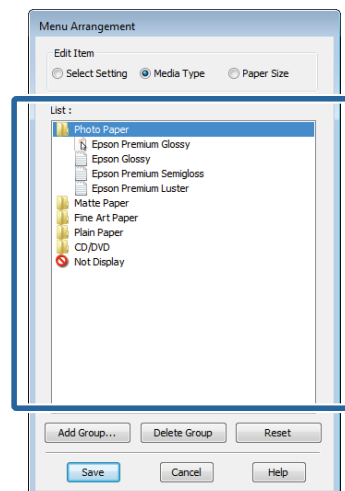 Menu Arrangement
Edit Item
Select Setting Media Type Paper Size
List :
Photo Paper
Epson Premium Glossy
Epson Glossy
Epson Premium Semigloss
Epson Premium Luster
Matte Paper
Fine Art Paper
Plain Paper
CD/DVD
Not Display
Add Group... Delete Group Reset
Save Cancel Help